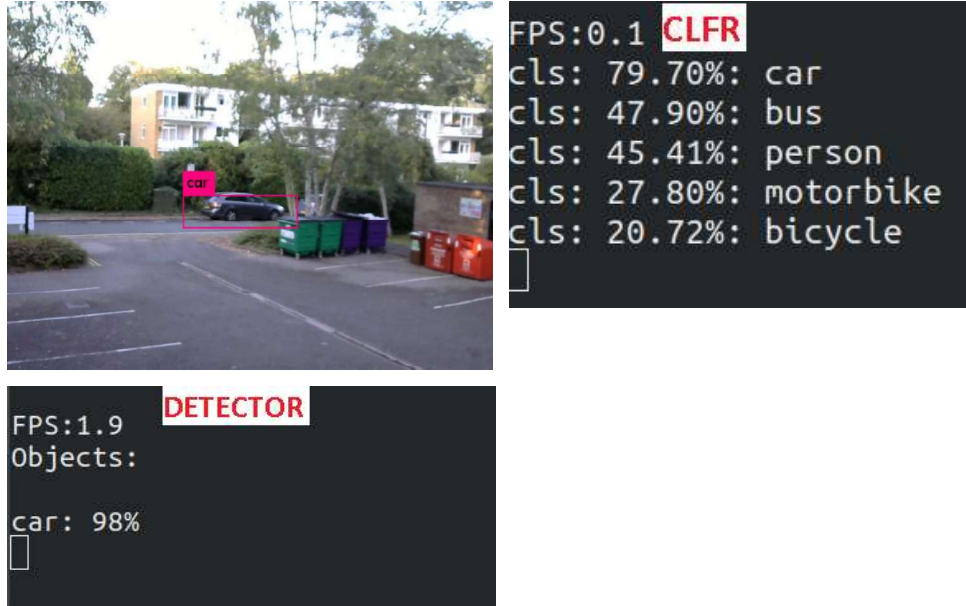 car
FPS:0.1 CLFR
cls: 79.70%: car
cls: 47.90%: bus
cls: 45.41%: person
cls: 27.80%: motorbike
cls: 20.72%: bicycle
DETECTOR
FPS:1.9
Objects:
car: 98%